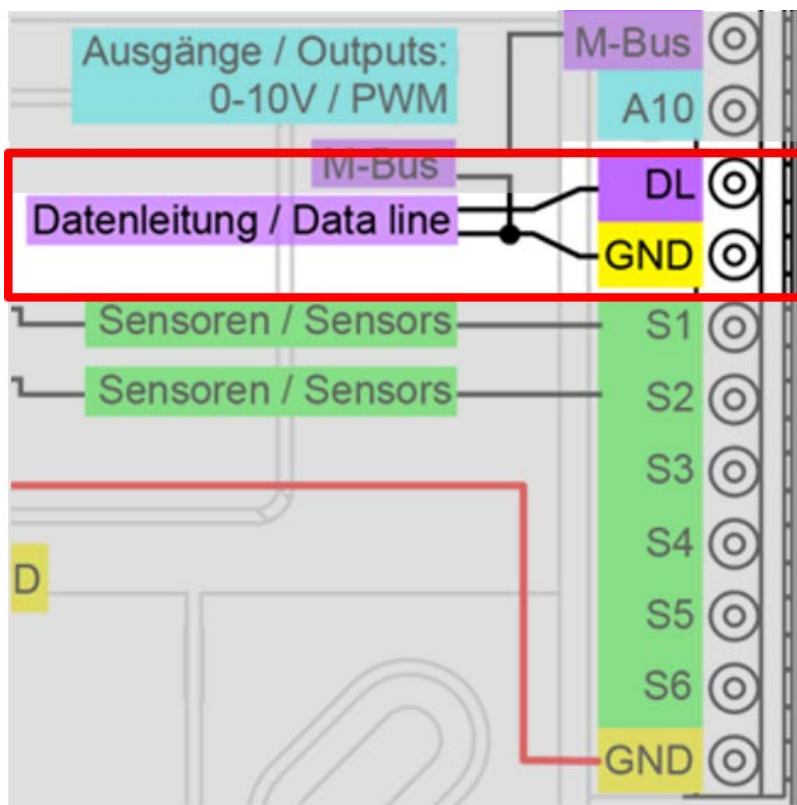 Ausgänge / Outputs:
0-10V / PWM
M-Bus
A10
M-Bus
DL
Datenleitung / Data line
GND
Sensoren / Sensors
S1
Sensoren / Sensors
S2
S3
S4
D
S5
S6
GND